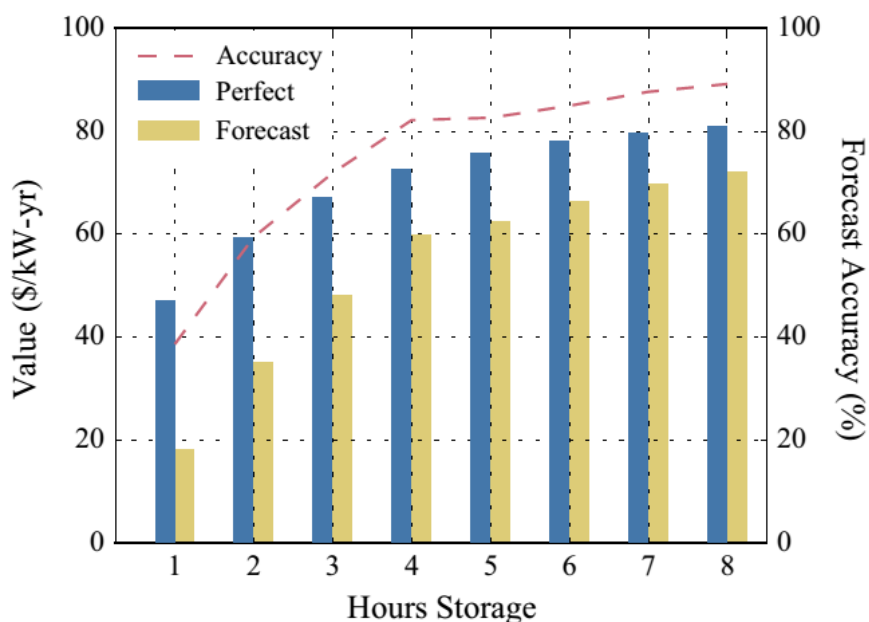 100
80
60
40
20
0
Value ($/kW-yr)
Accuracy
Perfect
Forecast
100
80
60
40
20
0
Forecast Accuracy (%)
1 2 3 4 5 6 7 8
Hours Storage